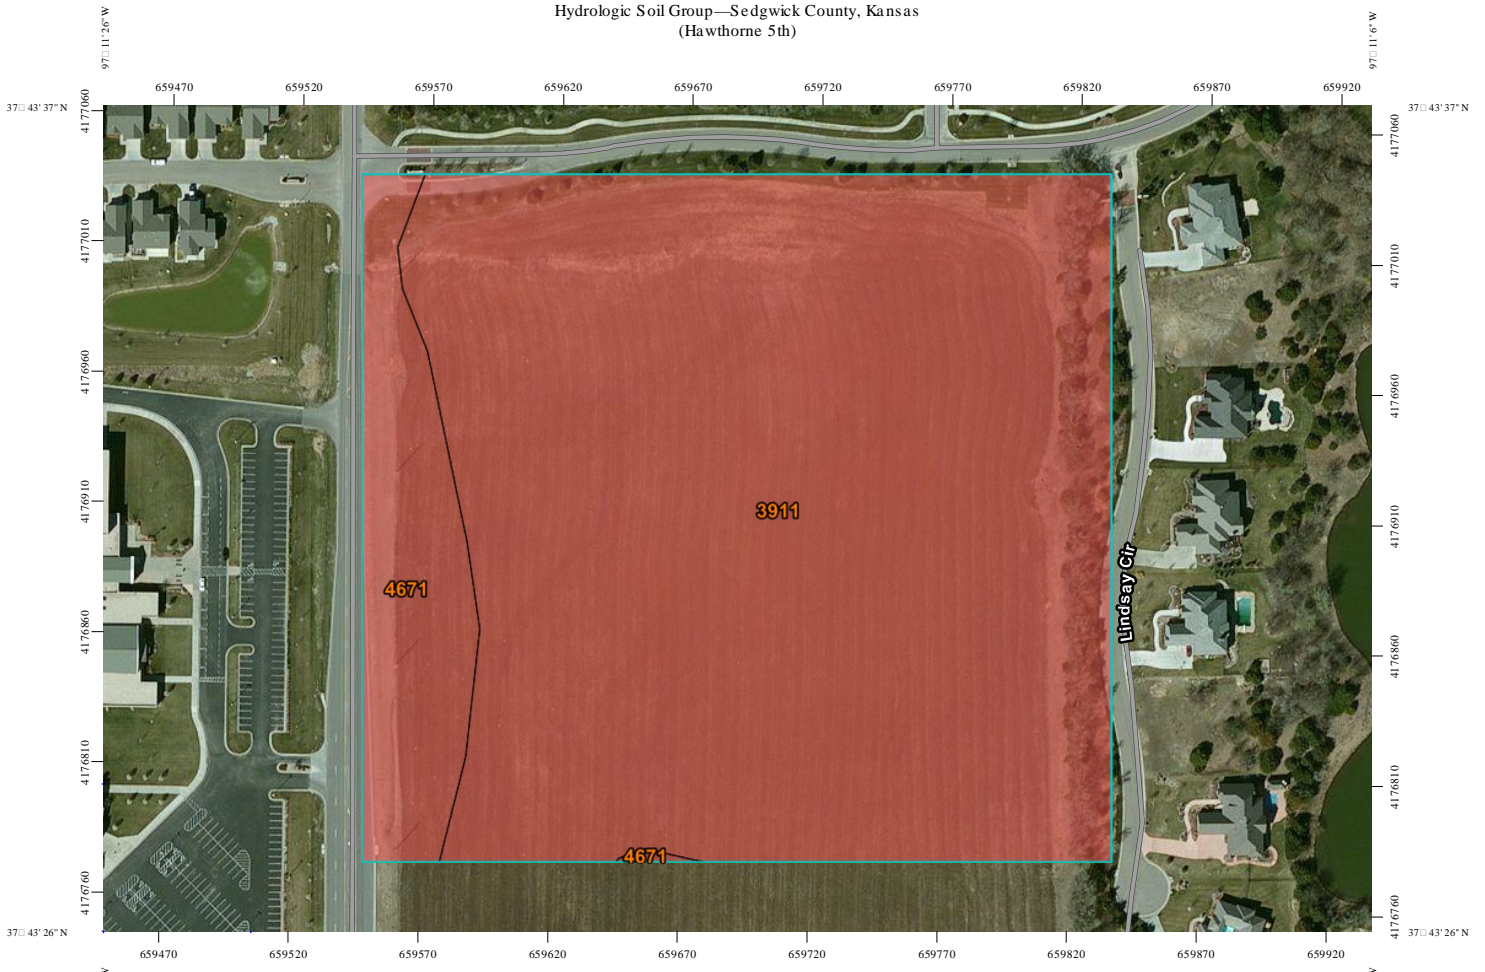 Hydrologic Soil Group—Sedgwick County, Kansas
(Hawthorne 5th)
97□ 11' 26" W
97□ 11' 6" W
659470 659520 659570 659620 659670 659720 659770 659820 659870 659920
37□ 43' 37" N
37□ 43' 37" N
4177060
4177010
4176960
4176910
4176860
4176810
4176760
4177060
4177010
4176960
4176910
4176860
4176810
4176760
3911
4671
Lindsay Cir
4671
37□ 43' 26" N
37□ 43' 26" N
659470 659520 659570 659620 659670 659720 659770 659820 659870 659920
W
W